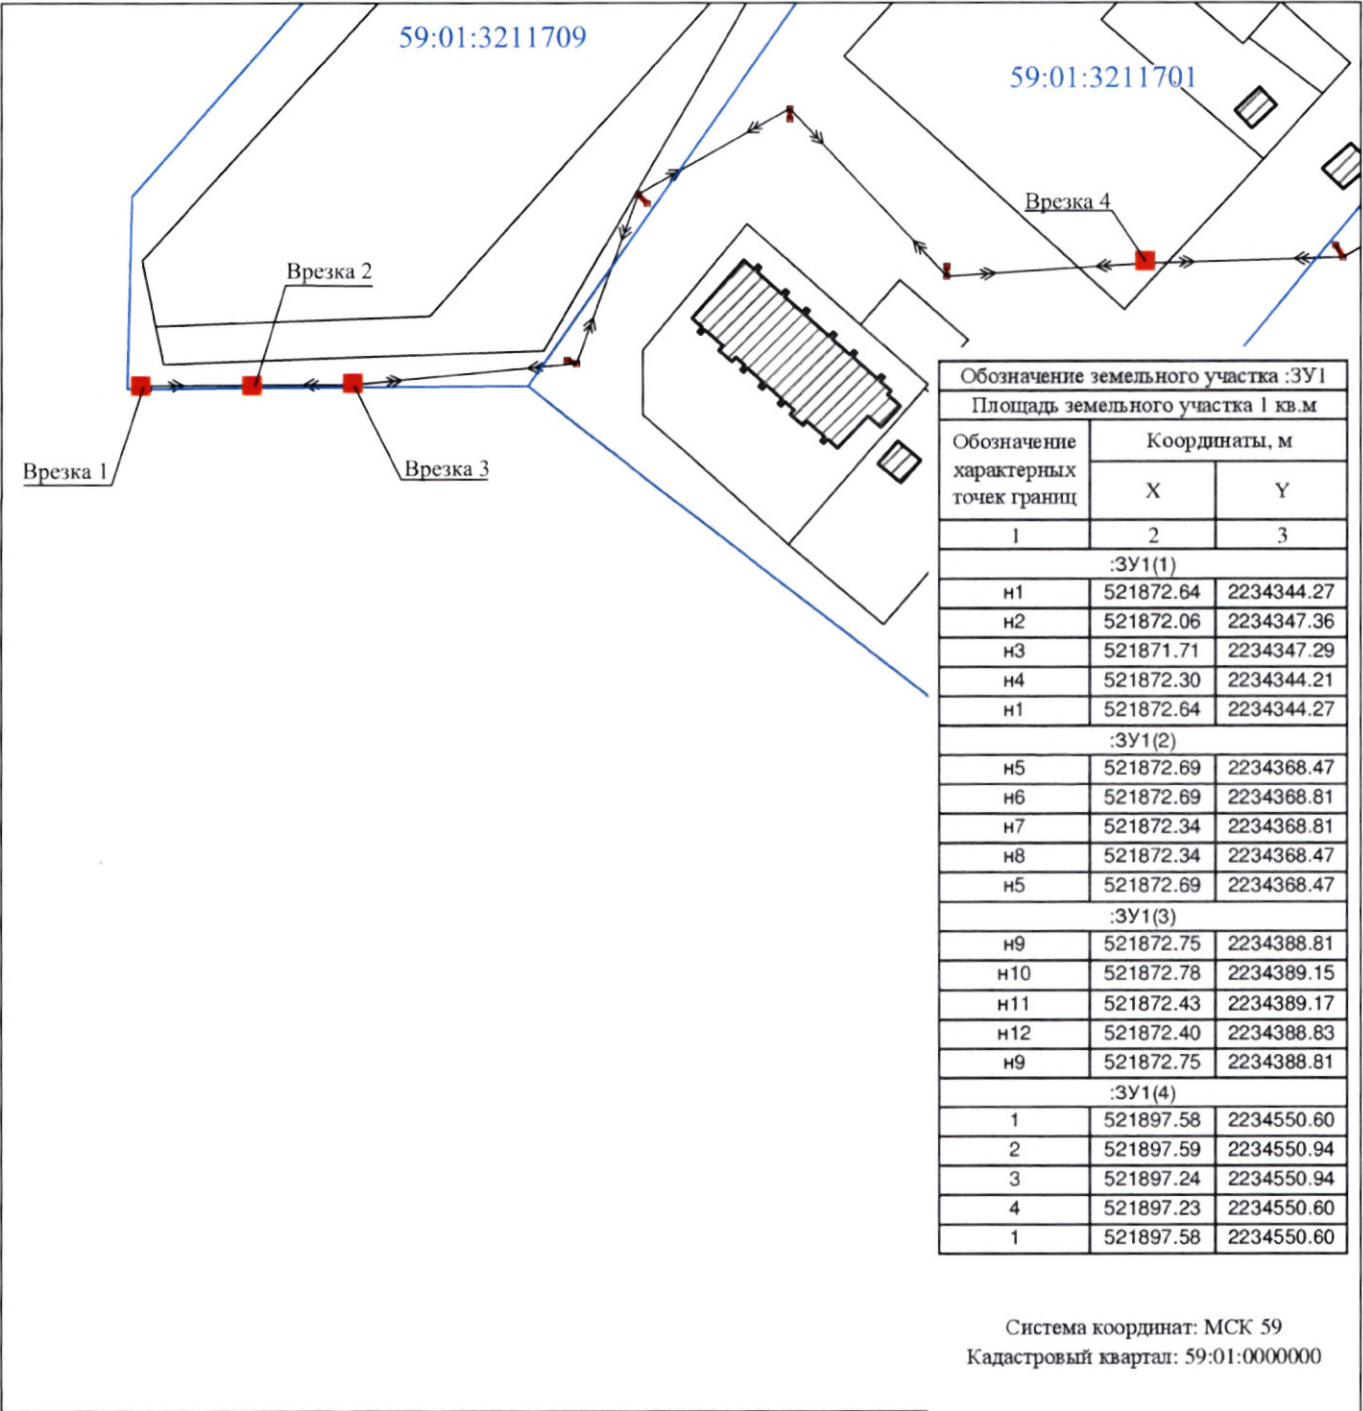 59:01:3211709
59:01:3211701
Врезка 4
Врезка 2
Врезка 1
Врезка 3
Обозначение земельного участка :ЗУ1
Площадь земельного участка 1 кв.м
Обозначение характерных точек границ
Координаты, м
X Y
1 2 3
:ЗУ1(1)
н1 521872.64 2234344.27
н2 521872.06 2234347.36
н3 521871.71 2234347.29
н4 521872.30 2234344.21
н1 521872.64 2234344.27
:ЗУ1(2)
н5 521872.69 2234368.47
н6 521872.69 2234368.81
н7 521872.34 2234368.81
н8 521872.34 2234368.47
н5 521872.69 2234368.47
:ЗУ1(3)
н9 521872.75 2234388.81
н10 521872.78 2234389.15
н11 521872.43 2234389.17
н12 521872.40 2234388.83
н9 521872.75 2234388.81
:ЗУ1(4)
1 521897.58 2234550.60
2 521897.59 2234550.94
3 521897.24 2234550.94
4 521897.23 2234550.60
1 521897.58 2234550.60
Система координат: МСК 59
Кадастровый квартал: 59:01:0000000